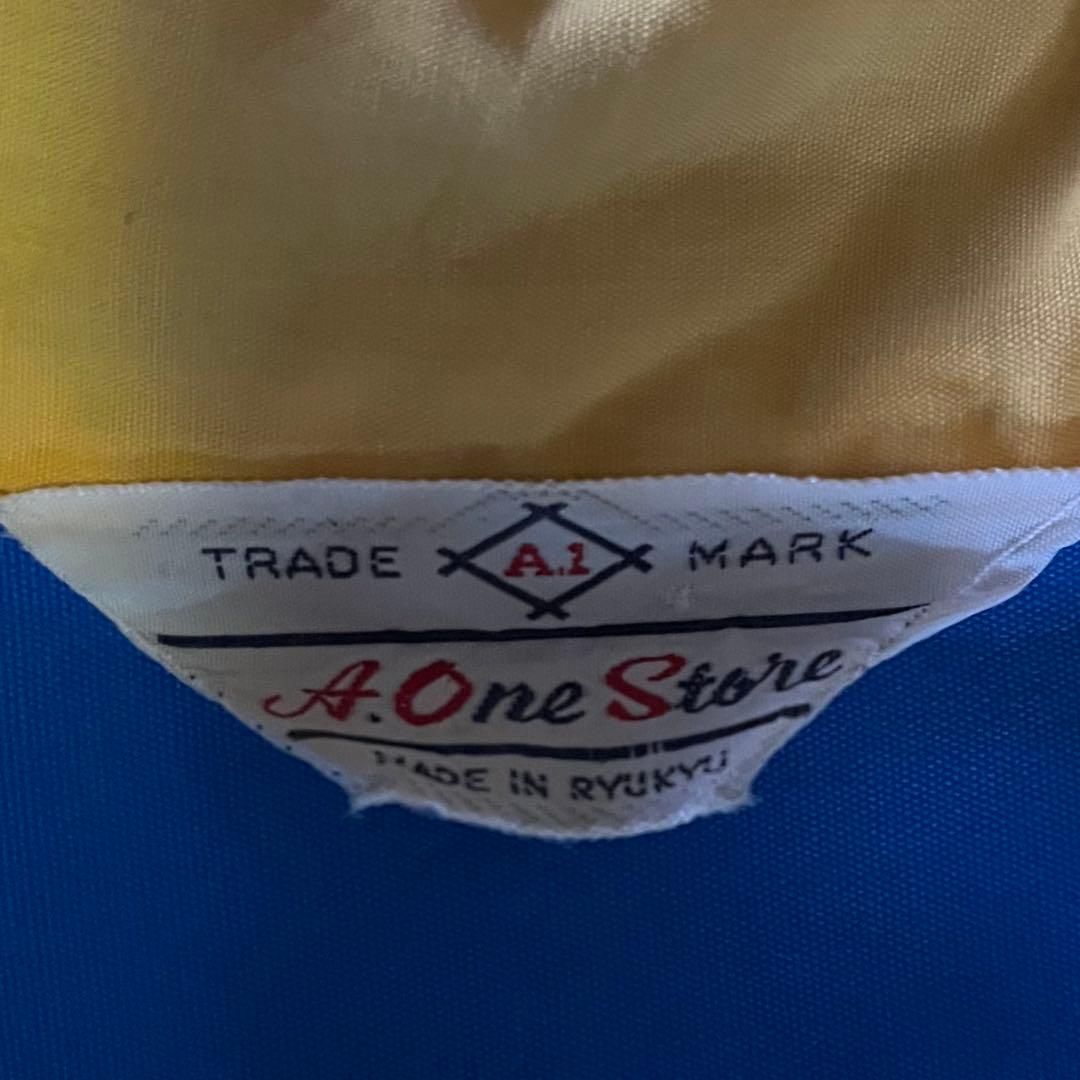 TRADE A.1 MARK
A.One Store
MADE IN RYUKYU